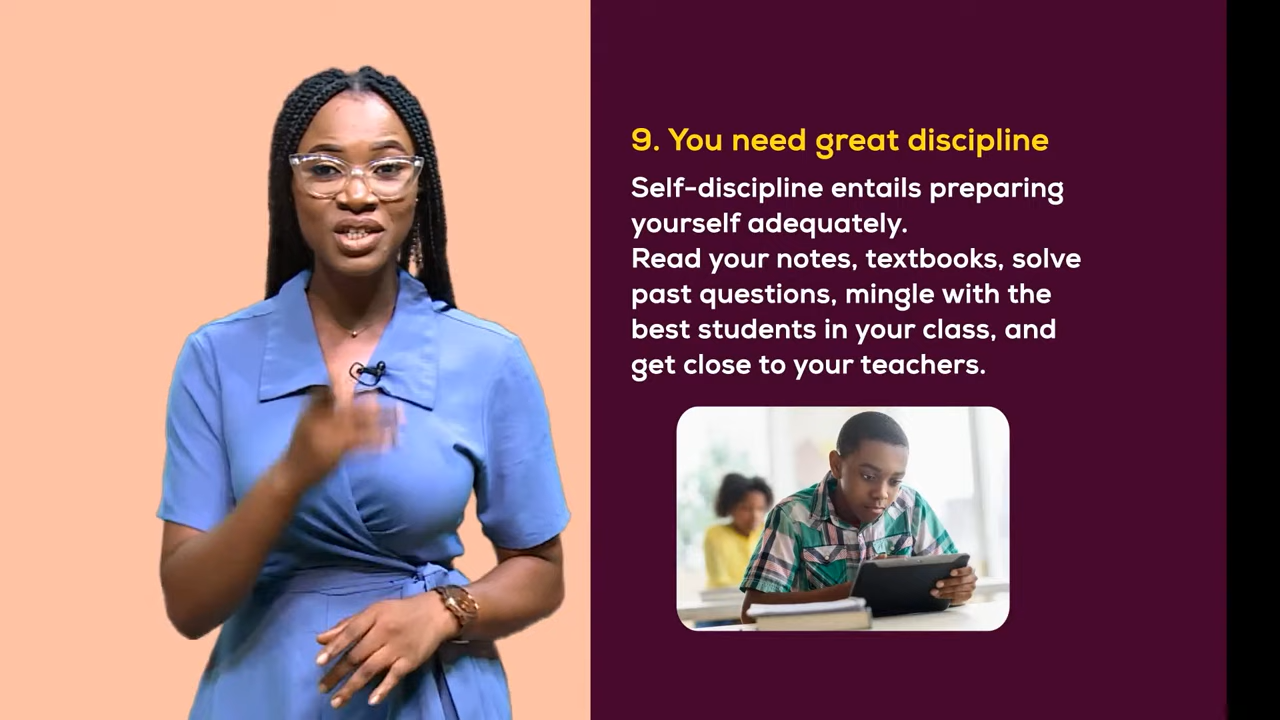 9. You need great discipline
Self-discipline entails preparing
yourself adequately.
Read your notes, textbooks, solve
past questions, mingle with the
best students in your class, and
get close to your teachers.